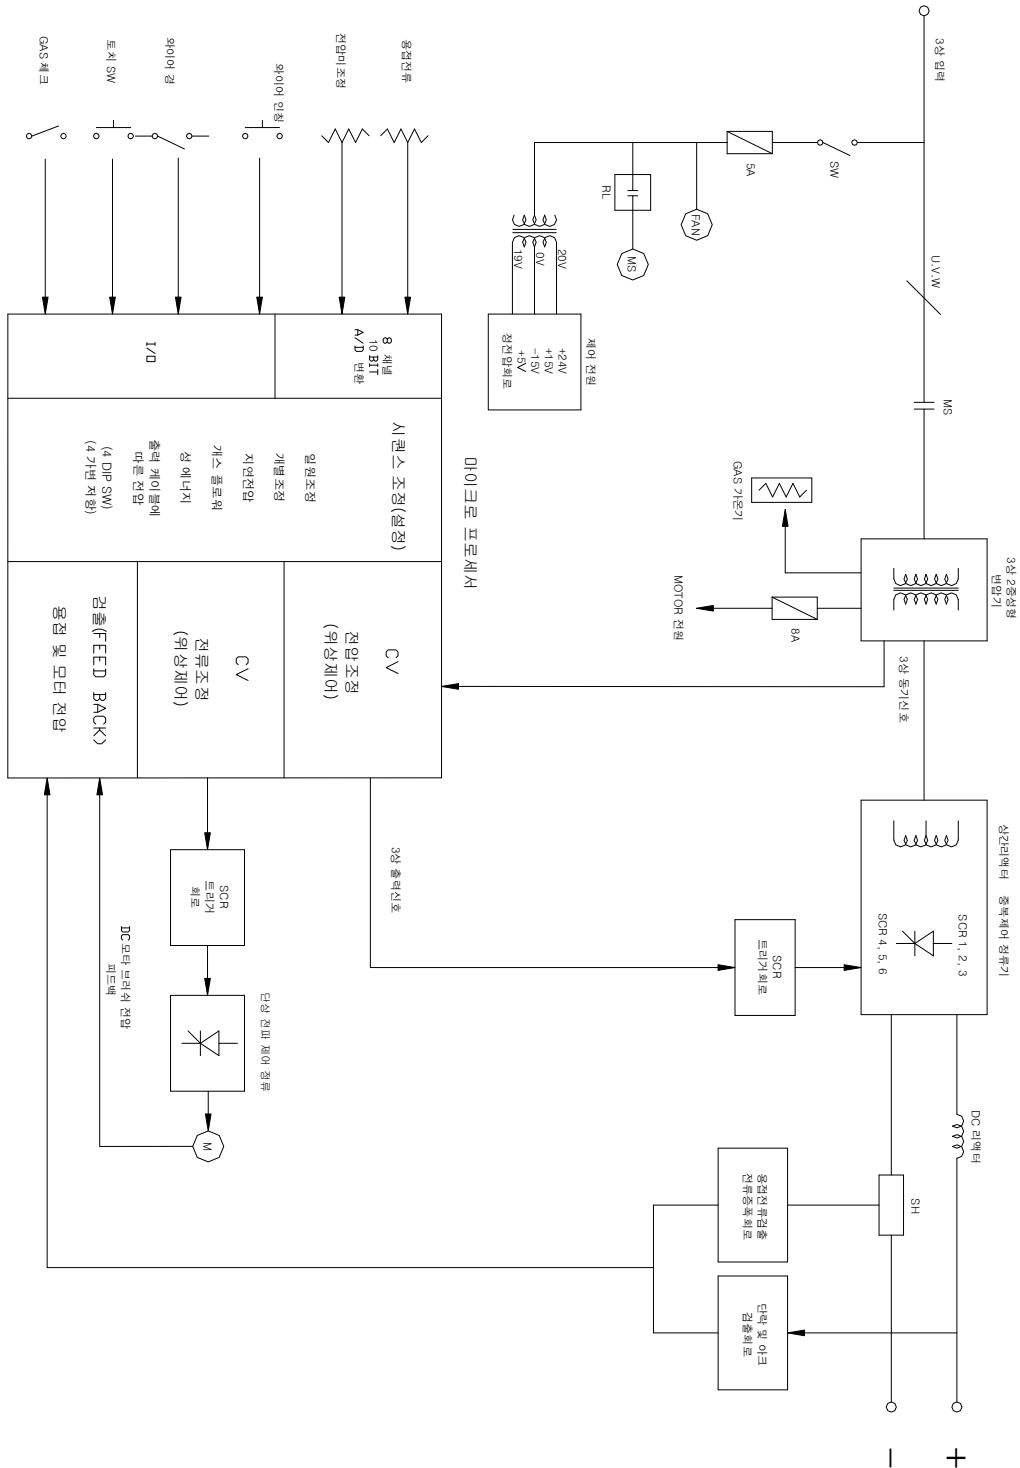 3상 입력
U.V.W
MS
3상 2중성형
변압기
3상 동기신호
상간리액터 중복제어 정류기
SCR 1, 2, 3
SCR 4, 5, 6
DC 리액터
SH
+
-
SW
5A
FAN
RL
MS
20V
0V
19V
제어 전원
+24V
+15V
-15V
+5V
정전압회로
GAS 가온기
8A
MOTOR 전원
SCR
트리거회로
용접전류검출
전류증폭회로
단락 및 아크
검출회로
용접전류
전압미조정
와이어 인칭
와이어 경
토치 SW
GAS 체크
마이크로 프로세서
8 채널
10 BIT
A/D 변환
I/O
시퀀스 조정(설정)
일원조정
개별조정
지연전압
개스 플로워
성 에너지
출력 케이블에
따른 전압
(4 DIP SW)
(4 가변 저항)
CV
전압조정
(위상제어)
CV
전류조정
(위상제어)
검출(FEED BACK)
용접 및 모터 전압
3상 출력신호
SCR
트리거
회로
단상 전파 제어 정류
M
DC모타 브러쉬 전압
피드백